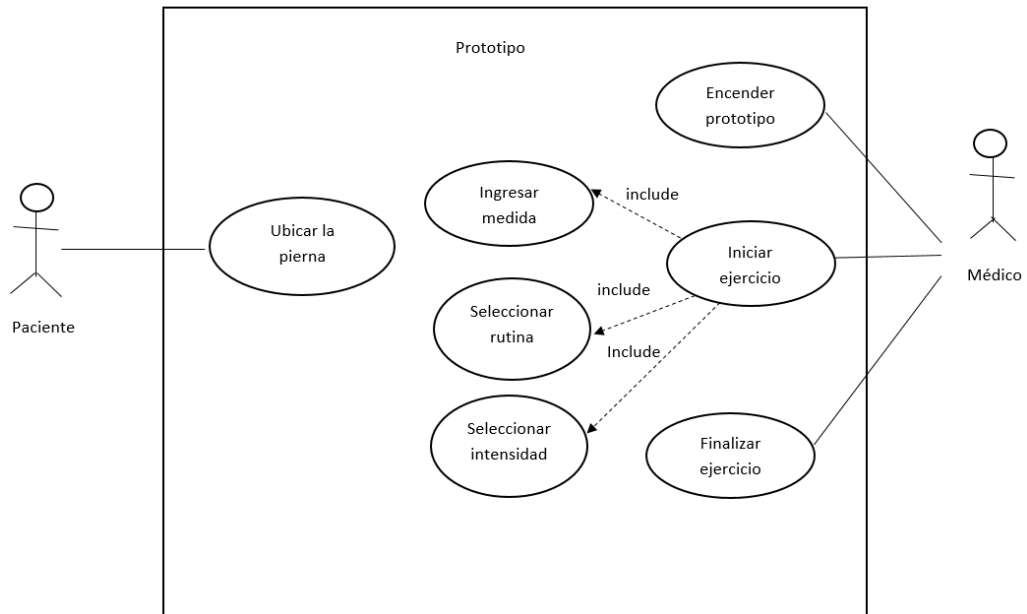 Prototipo
Encender
prototipo
Ingresar
medida
include
Ubicar la
pierna
Iniciar
ejercicio
Médico
include
Seleccionar
rutina
Paciente
Include
Seleccionar
intensidad
Finalizar
ejercicio